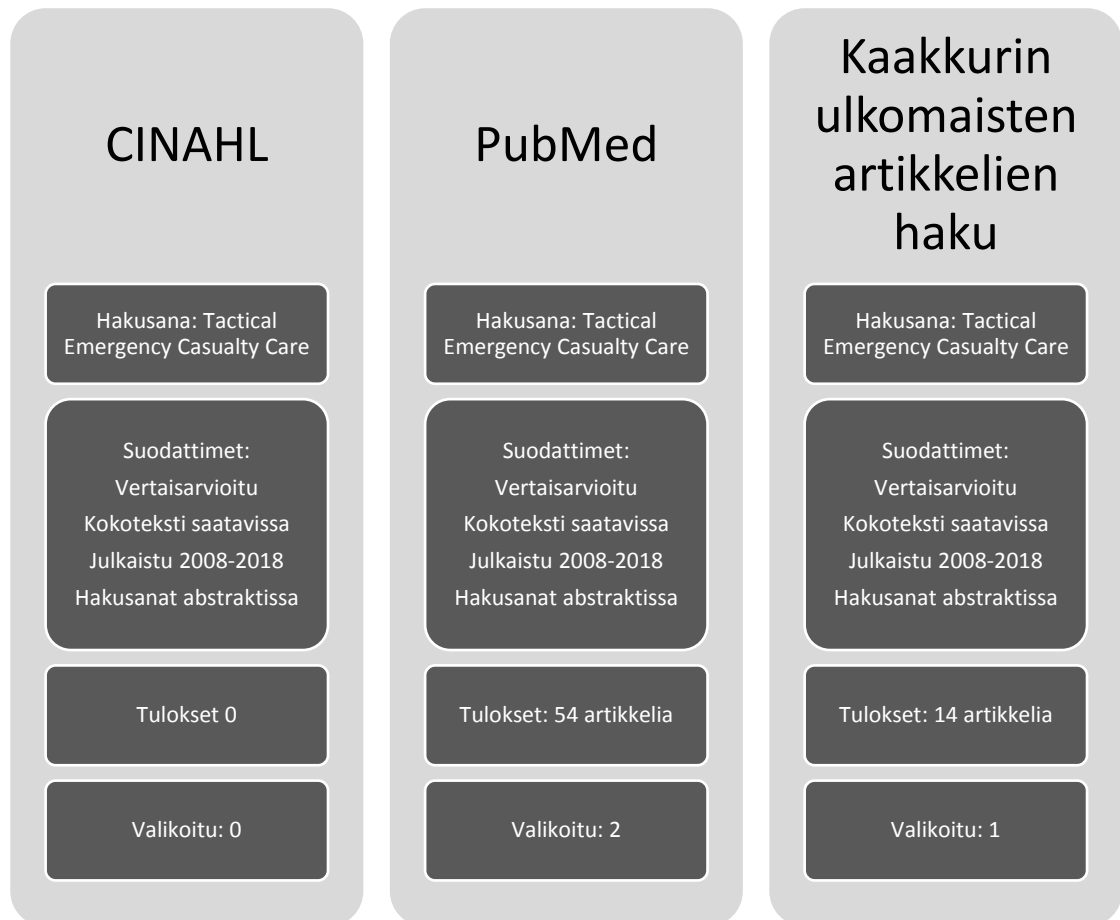 CINAHL
Hakusana: Tactical
Emergency Casualty Care
Suodattimet:
Vertaisarvioitu
Kokoteksti saatavissa
Julkaistu 2008-2018
Hakusanat abstraktissa
Tulokset 0
Valikoitu: 0
PubMed
Hakusana: Tactical
Emergency Casualty Care
Suodattimet:
Vertaisarvioitu
Kokoteksti saatavissa
Julkaistu 2008-2018
Hakusanat abstraktissa
Tulokset: 54 artikkelia
Valikoitu: 2
Kaakkurin
ulkomaisten
artikkelien
haku
Hakusana: Tactical
Emergency Casualty Care
Suodattimet:
Vertaisarvioitu
Kokoteksti saatavissa
Julkaistu 2008-2018
Hakusanat abstraktissa
Tulokset: 14 artikkelia
Valikoitu: 1